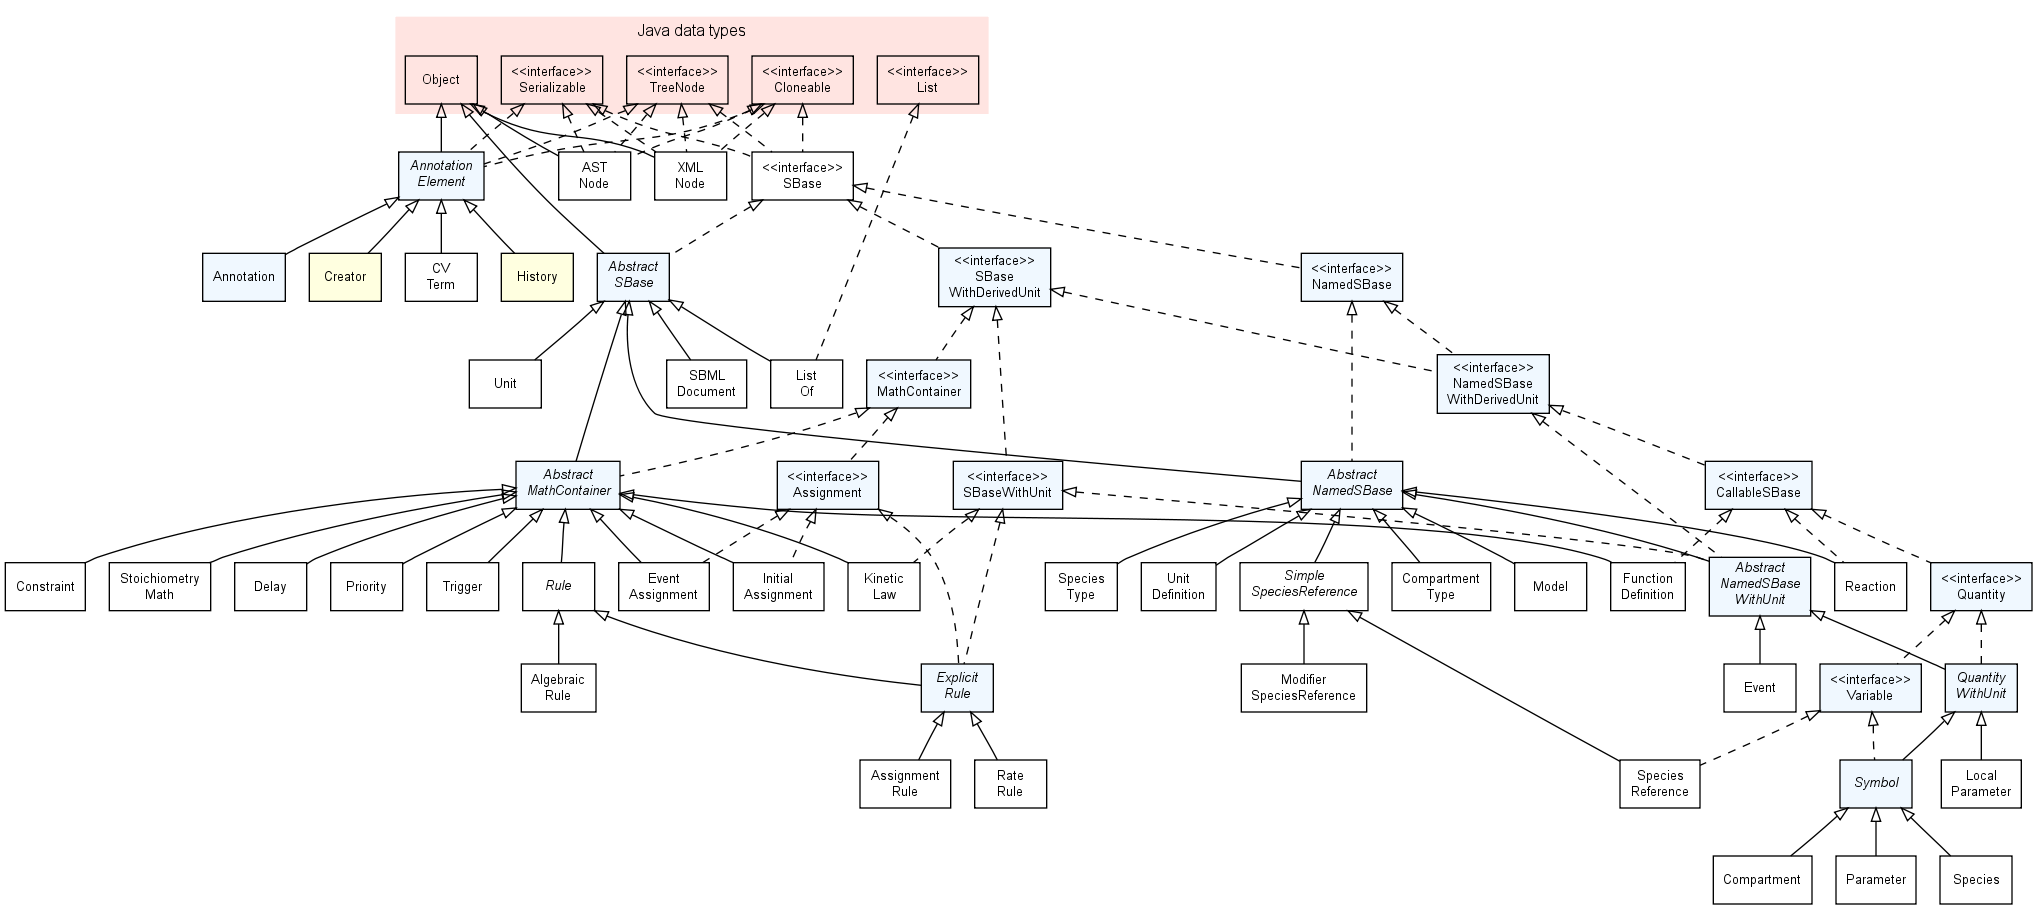 Java data types
Object
<<interface>>
Serializable
<<interface>>
TreeNode
<<interface>>
Cloneable
<<interface>>
List
Annotation
Element
AST
Node
XML
Node
<<interface>>
SBase
Annotation
Creator
CV
Term
History
Abstract
SBase
<<interface>>
SBase
WithDerivedUnit
<<interface>>
NamedSBase
Unit
SBML
Document
List
Of
<<interface>>
MathContainer
<<interface>>
NamedSBase
WithDerivedUnit
Abstract
MathContainer
<<interface>>
Assignment
<<interface>>
SBaseWithUnit
Abstract
NamedSBase
<<interface>>
CallableSBase
Constraint
Stoichiometry
Math
Delay
Priority
Trigger
Rule
Event
Assignment
Initial
Assignment
Kinetic
Law
Species
Type
Unit
Definition
Simple
SpeciesReference
Compartment
Type
Model
Function
Definition
Abstract
NamedSBase
WithUnit
Reaction
<<interface>>
Quantity
Algebraic
Rule
Explicit
Rule
Modifier
SpeciesReference
Event
<<interface>>
Variable
Quantity
WithUnit
Assignment
Rule
Rate
Rule
Species
Reference
Symbol
Local
Parameter
Compartment
Parameter
Species